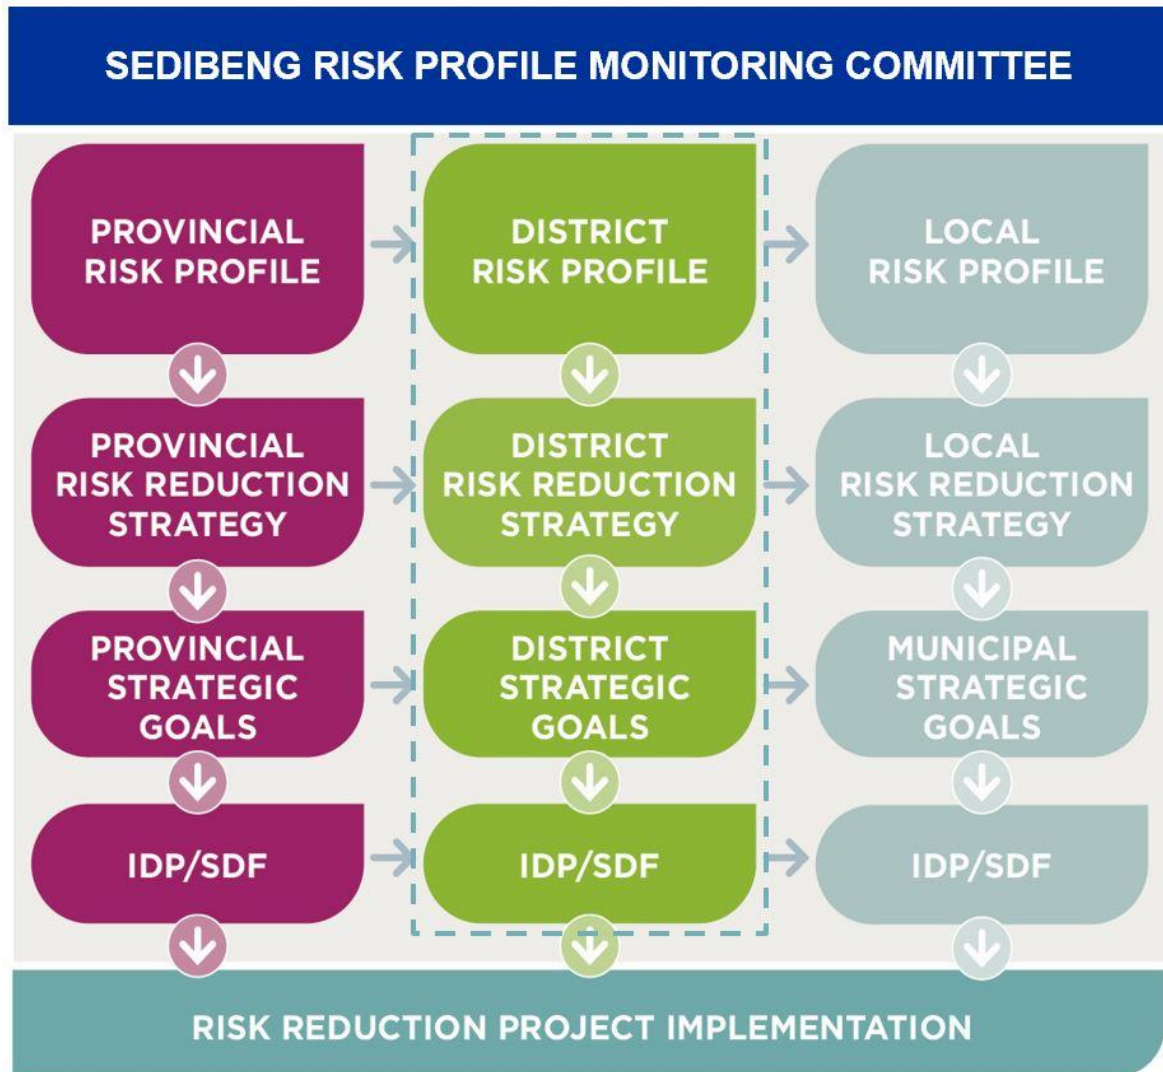 SEDIBENG RISK PROFILE MONITORING COMMITTEE
PROVINCIAL
RISK PROFILE
DISTRICT
RISK PROFILE
LOCAL
RISK PROFILE
PROVINCIAL
RISK REDUCTION
STRATEGY
DISTRICT
RISK REDUCTION
STRATEGY
LOCAL
RISK REDUCTION
STRATEGY
PROVINCIAL
STRATEGIC
GOALS
DISTRICT
STRATEGIC
GOALS
MUNICIPAL
STRATEGIC
GOALS
IDP/SDF
IDP/SDF
IDP/SDF
RISK REDUCTION PROJECT IMPLEMENTATION